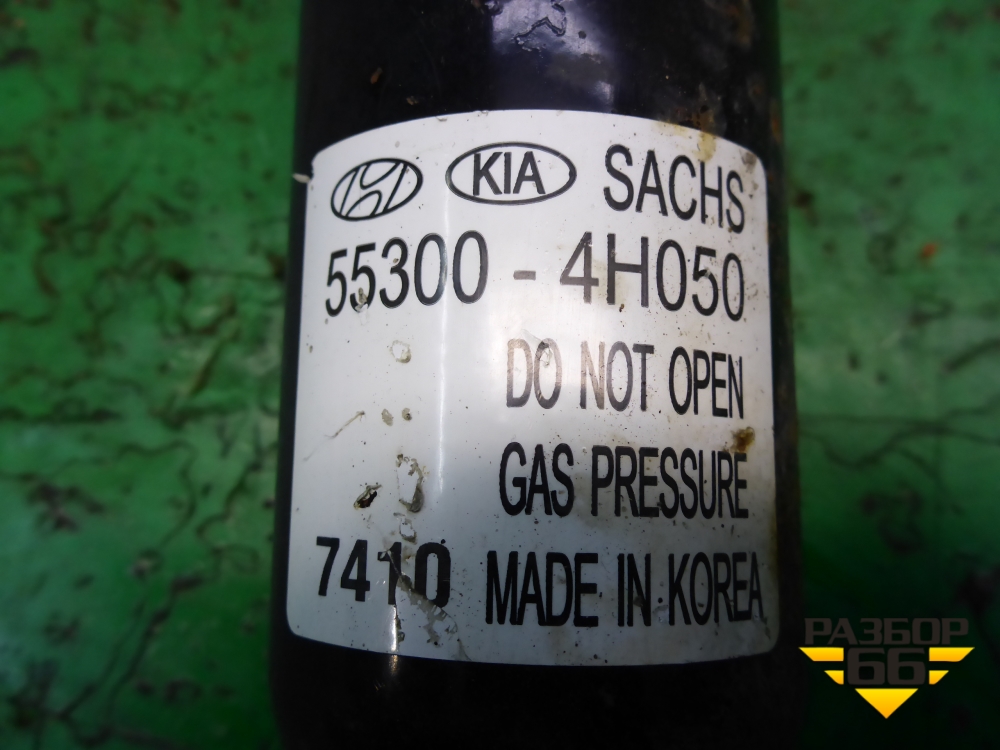 KIA SACHS
55300 - 4H050
DO NOT OPEN
GAS PRESSURE
7410 MADE IN KOREA
РАЗБОР
66